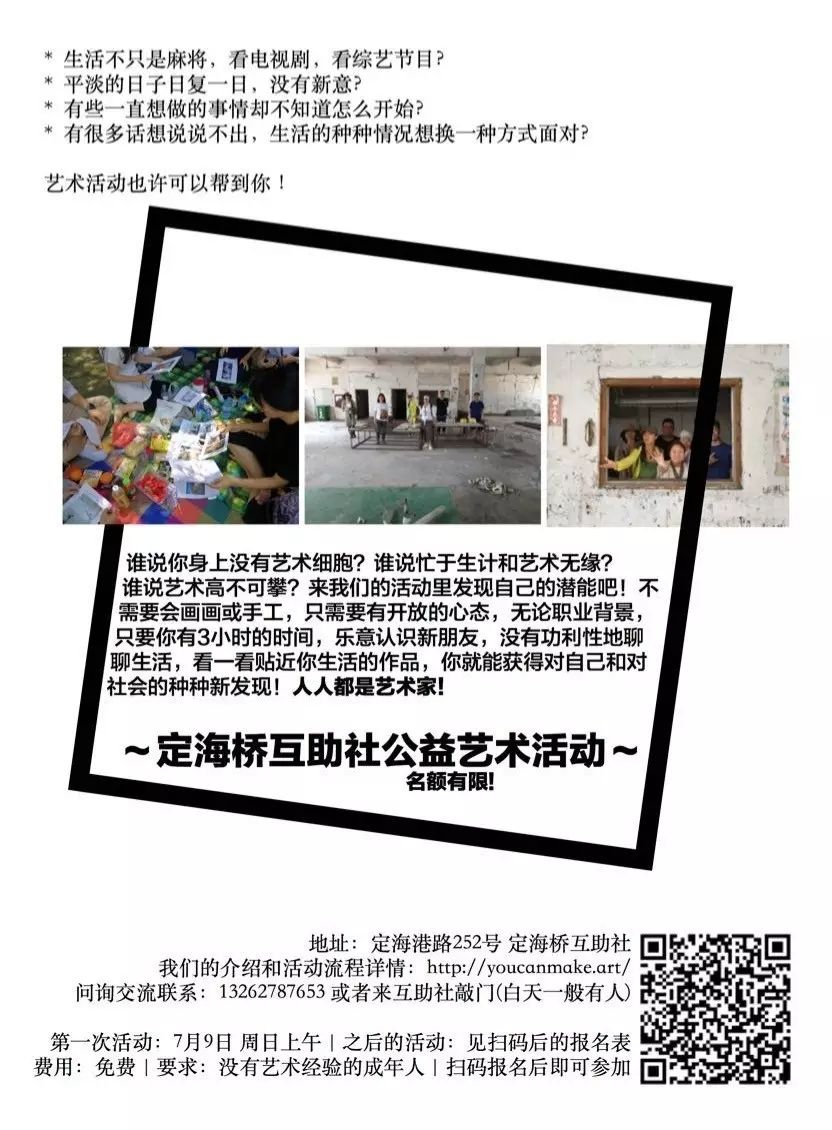 * 生活不只是麻将，看电视剧，看综艺节目?
* 平淡的日子日复一日，没有新意?
* 有些一直想做的事情却不知道怎么开始?
* 有很多话想说说不出，生活的种种情况想换一种方式面对?
艺术活动也许可以帮到你！
谁说你身上没有艺术细胞？谁说忙于生计和艺术无缘？
谁说艺术高不可攀？来我们的活动里发现自己的潜能吧！不
需要会画画或手工，只需要有开放的心态，无论职业背景，
只要你有3小时的时间，乐意认识新朋友，没有功利性地聊
聊生活，看一看贴近你生活的作品，你就能获得对自己和对
社会的种种新发现！人人都是艺术家!
~定海桥互助社公益艺术活动~
名额有限!
地址：定海港路252号 定海桥互助社
我们的介绍和活动流程详情：http://youcanmake.art/
问询交流联系：13262787653 或者来互助社敲门(白天一般有人)
第一次活动：7月9日 周日上午 | 之后的活动：见扫码后的报名表
费用：免费 | 要求：没有艺术经验的成年人 | 扫码报名后即可参加